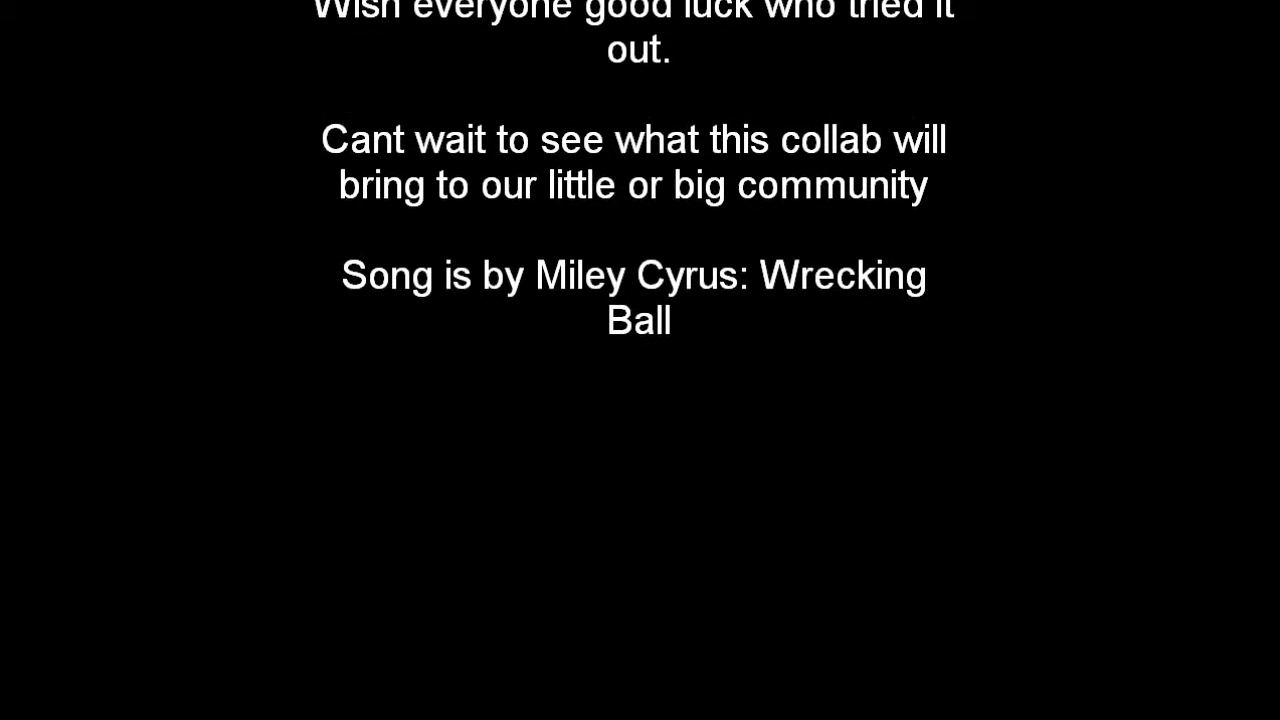 Wish everyone good luck who tried it
out.
Cant wait to see what this collab will
bring to our little or big community
Song is by Miley Cyrus: Wrecking
Ball